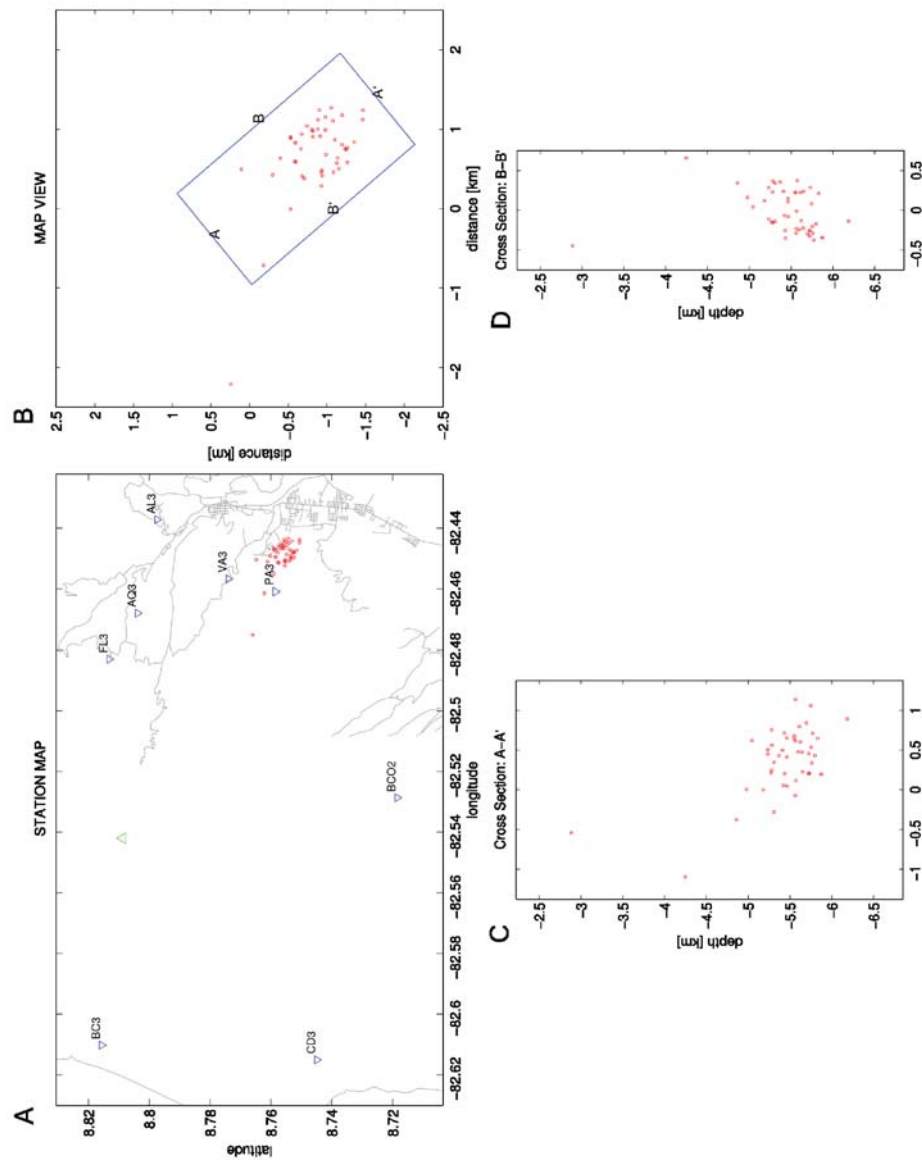 A
STATION MAP
8.82
8.8
8.78
8.76
8.74
8.72
latitude
-82.62
-82.6
-82.58
-82.56
-82.54
-82.52
-82.5
-82.48
-82.46
-82.44
longitude
BC3
CD3
BCO2
FL3
AQ3
AL3
VA3
PA3
B
MAP VIEW
2.5
2
1.5
1
0.5
0
-0.5
-1
-1.5
-2
-2.5
distance [km]
-2
-1
0
1
2
distance [km]
A
B
B'
A'
C
Cross Section: A-A'
-2.5
-3
-3.5
-4
-4.5
-5
-5.5
-6
-6.5
depth [km]
-1
-0.5
0
0.5
1
D
Cross Section: B-B'
-2.5
-3
-3.5
-4
-4.5
-5
-5.5
-6
-6.5
depth [km]
-0.5
0
0.5